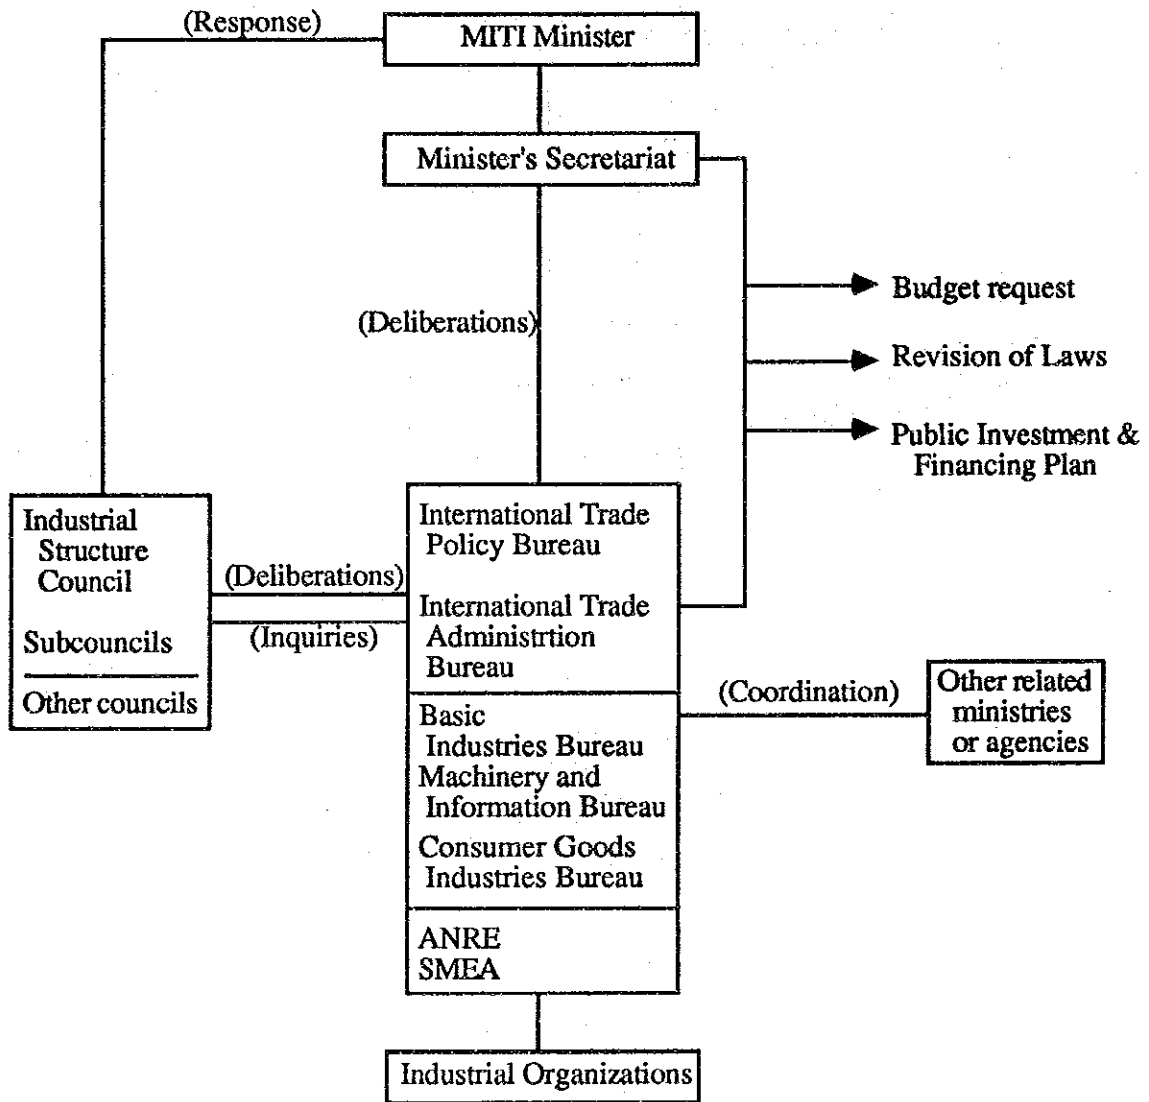 (Response)
MITI Minister
Minister's Secretariat
Budget request
(Deliberations)
Revision of Laws
Public Investment &
Financing Plan
Industrial
Structure
Council
Subcouncils
Other councils
(Deliberations)
(Inquiries)
International Trade
Policy Bureau
International Trade
Administrtion
Bureau
Basic
Industries Bureau
Machinery and
Information Bureau
Consumer Goods
Industries Bureau
ANRE
SMEA
(Coordination)
Other related
ministries
or agencies
Industrial Organizations